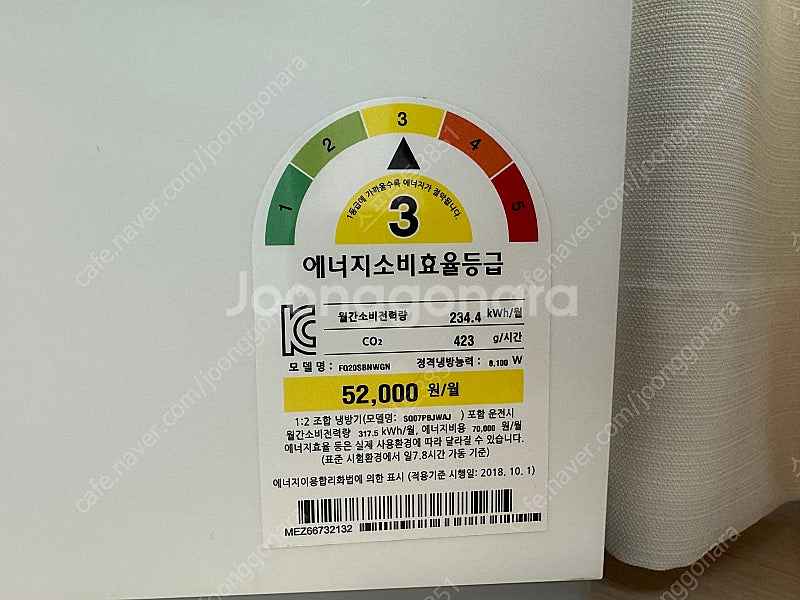 1 2 3 4 5
1등급에 가까울수록 에너지가 절약됩니다.
3
에너지소비효율등급
Joonggonara
월간소비전력량 234.4 kWh/월
CO₂ 423 g/시간
모델명 : FQ20SBNWGN 정격냉방능력 : 8,100 W
52,000 원/월
1:2 조합 냉방기(모델명: SQ07PBJWAJ ) 포함 운전시
월간소비전력량 317.5 kWh/월, 에너지비용 70,000 원/월
에너지효율 등은 실제 사용환경에 따라 달라질 수 있습니다.
(표준 시험환경에서 일7.8시간 가동 기준)
에너지이용합리화법에 의한 표시 (적용기준 시행일: 2018. 10. 1)
MEZ66732132
cafe.naver.com/joonggonara